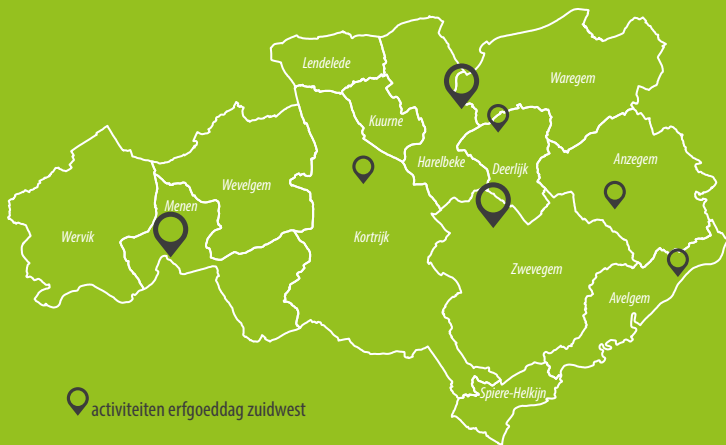 Lendelede
Waregem
Kuurne
Harelbeke
Deerlijk
Anzegem
Menen
Wevelgem
Wervik
Kortrijk
Zwevegem
Avelgem
Spiere-Helkijn
activiteiten erfgoeddag zuidwest